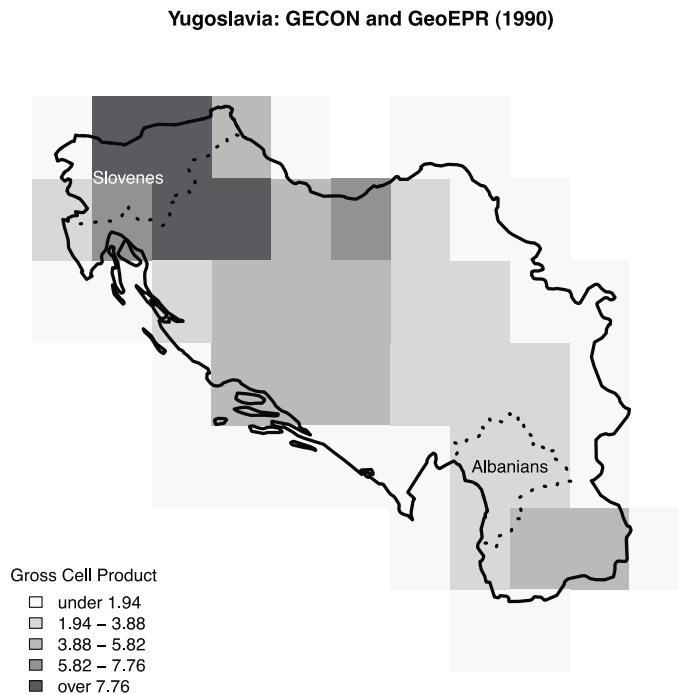 Yugoslavia: GECON and GeoEPR (1990)
Slovenes
Albanians
Gross Cell Product
under 1.94
1.94 – 3.88
3.88 – 5.82
5.82 – 7.76
over 7.76